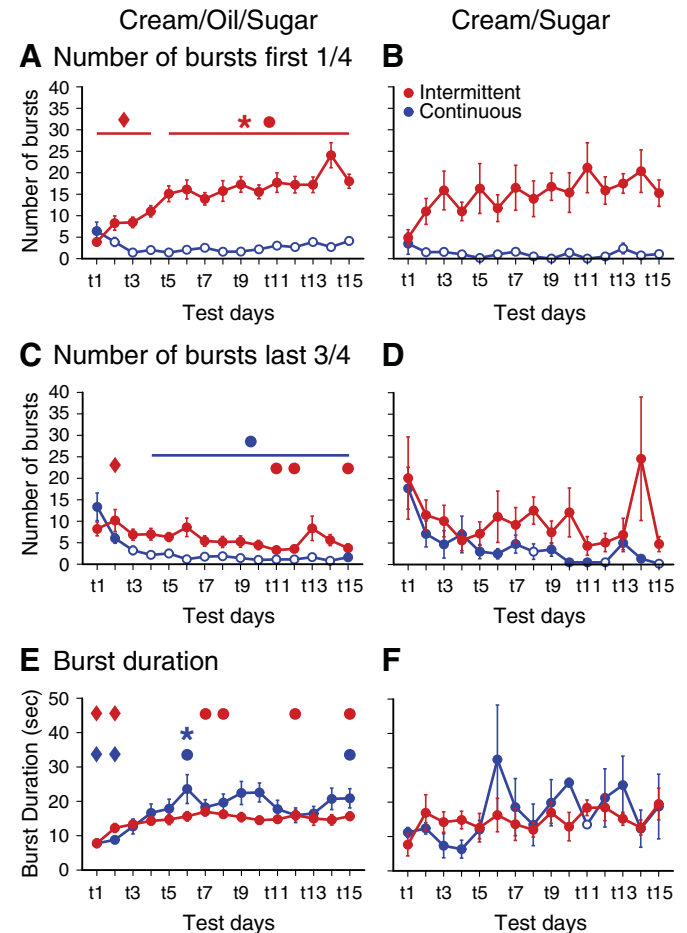 Cream/Oil/Sugar
Cream/Sugar
A Number of bursts first 1/4
B
40
35
30
25
20
15
10
5
0
Number of bursts
t1 t3 t5 t7 t9 t11 t13 t15
Test days
Intermittent
Continuous
t1 t3 t5 t7 t9 t11 t13 t15
Test days
C Number of bursts last 3/4
D
40
35
30
25
20
15
10
5
0
Number of bursts
*
t1 t3 t5 t7 t9 t11 t13 t15
Test days
t1 t3 t5 t7 t9 t11 t13 t15
Test days
E Burst duration
F
50
40
30
20
10
0
Burst Duration (sec)
*
t1 t3 t5 t7 t9 t11 t13 t15
Test days
t1 t3 t5 t7 t9 t11 t13 t15
Test days